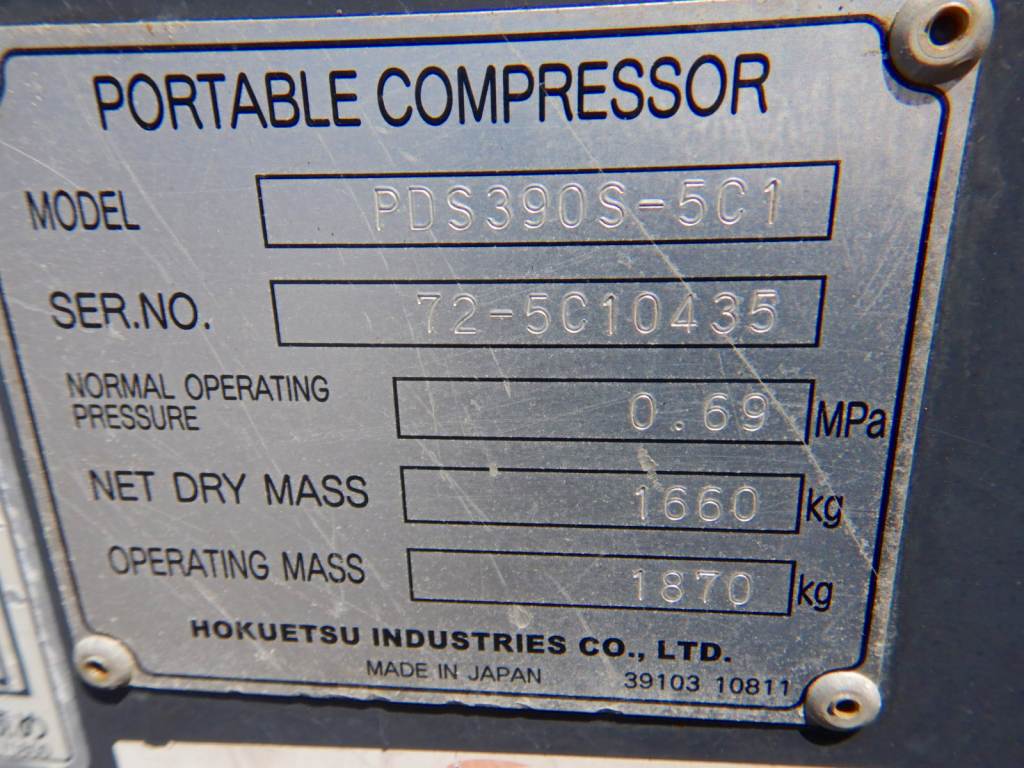 PORTABLE COMPRESSOR
MODEL PDS390S-5C1
SER.NO. 72-5C10435
NORMAL OPERATING
PRESSURE 0.69 MPa
NET DRY MASS 1660 kg
OPERATING MASS 1870 kg
HOKUETSU INDUSTRIES CO., LTD.
MADE IN JAPAN 39103 10811